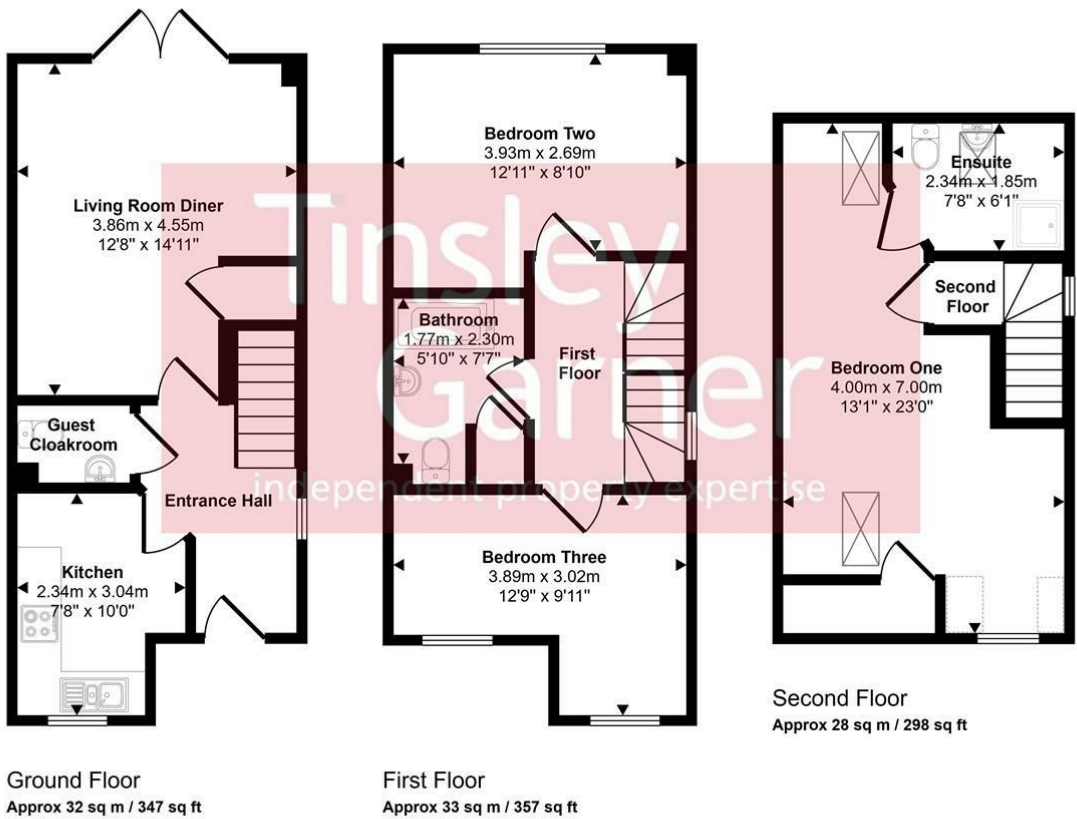 Living Room Diner
3.86m x 4.55m
12'8" x 14'11"
Guest
Cloakroom
Entrance Hall
Kitchen
2.34m x 3.04m
7'8" x 10'0"
Ground Floor
Approx 32 sq m / 347 sq ft
Bedroom Two
3.93m x 2.69m
12'11" x 8'10"
Bathroom
1.77m x 2.30m
5'10" x 7'7"
First
Floor
Bedroom Three
3.89m x 3.02m
12'9" x 9'11"
First Floor
Approx 33 sq m / 357 sq ft
Ensuite
2.34m x 1.85m
7'8" x 6'1"
Second
Floor
Bedroom One
4.00m x 7.00m
13'1" x 23'0"
Second Floor
Approx 28 sq m / 298 sq ft
Tinsley
Garner
independent property expertise